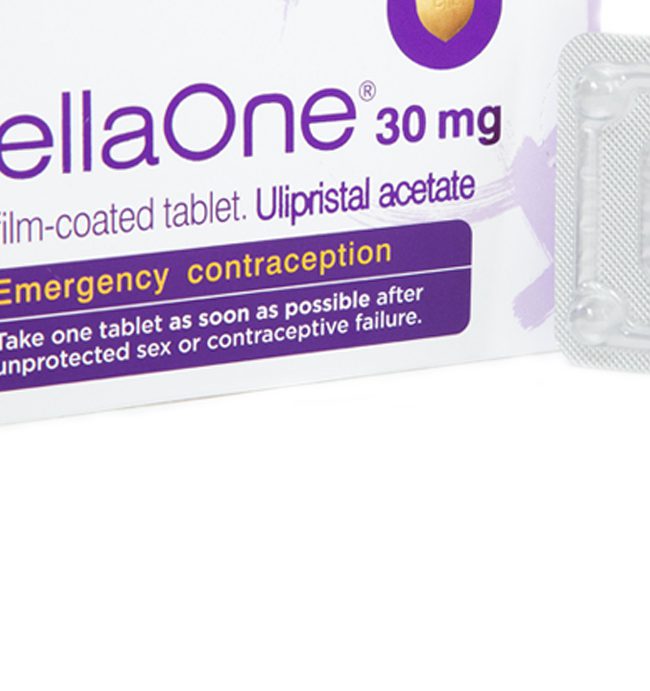 ellaOne® 30 mg
film-coated tablet. Ulipristal acetate
Emergency contraception
Take one tablet as soon as possible after
unprotected sex or contraceptive failure.